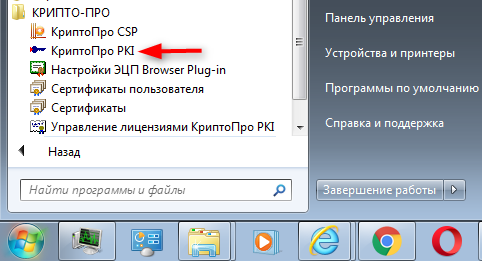 КРИПТО-ПРО
КриптоПро CSP
КриптоПро PKI
Настройки ЭЦП Browser Plug-in
Сертификаты пользователя
Сертификаты
Управление лицензиями КриптоПро PKI
Назад
Найти программы и файлы
Панель управления
Устройства и принтеры
Программы по умолчанию
Справка и поддержка
Завершение работы